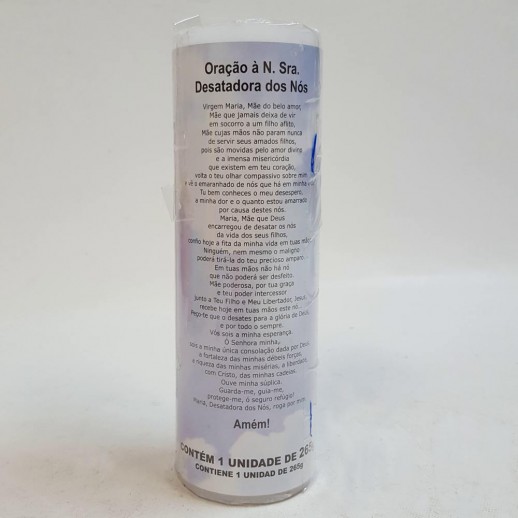 Oração à N. Sra.
Desatadora dos Nós
Virgem Maria, Mãe do belo amor,
Mãe que jamais deixa de vir
em socorro a um filho aflito,
Mãe cujas mãos não param nunca
de servir seus amados filhos,
pois são movidas pelo amor divino
e a imensa misericórdia
que existem em teu coração,
volta o teu olhar compassivo sobre mim
e vê o emaranhado de nós que há em minha
Tu bem conheces o meu desespero,
a minha dor e o quanto estou amarrado
por causa destes nós.
Maria, Mãe que Deus
encarregou de desatar os nós
da vida dos seus filhos,
confio hoje a fita da minha vida em tuas mãos
Ninguém, nem mesmo o maligno
poderá tirá-la do teu precioso amparo.
Em tuas mãos não há nó
que não poderá ser desfeito.
Mãe poderosa, por tua graça
e teu poder intercessor
junto a Teu Filho e Meu Libertador, Jesus,
recebe hoje em tuas mãos este nó...
Peço-te que o desates para a glória de Deus,
e por todo o sempre.
Vós sois a minha esperança.
Ó Senhora minha,
sois a minha única consolação dada por Deus,
a fortaleza das minhas débeis forças,
a riqueza das minhas misérias, a liberdade,
com Cristo, das minhas cadeias.
Ouve minha súplica.
Guarda-me, guia-me,
protege-me, ó seguro refúgio!
Maria, Desatadora dos Nós, roga por mim.
Amém!
CONTÉM 1 UNIDADE DE 265g
CONTIENE 1 UNIDAD DE 265g